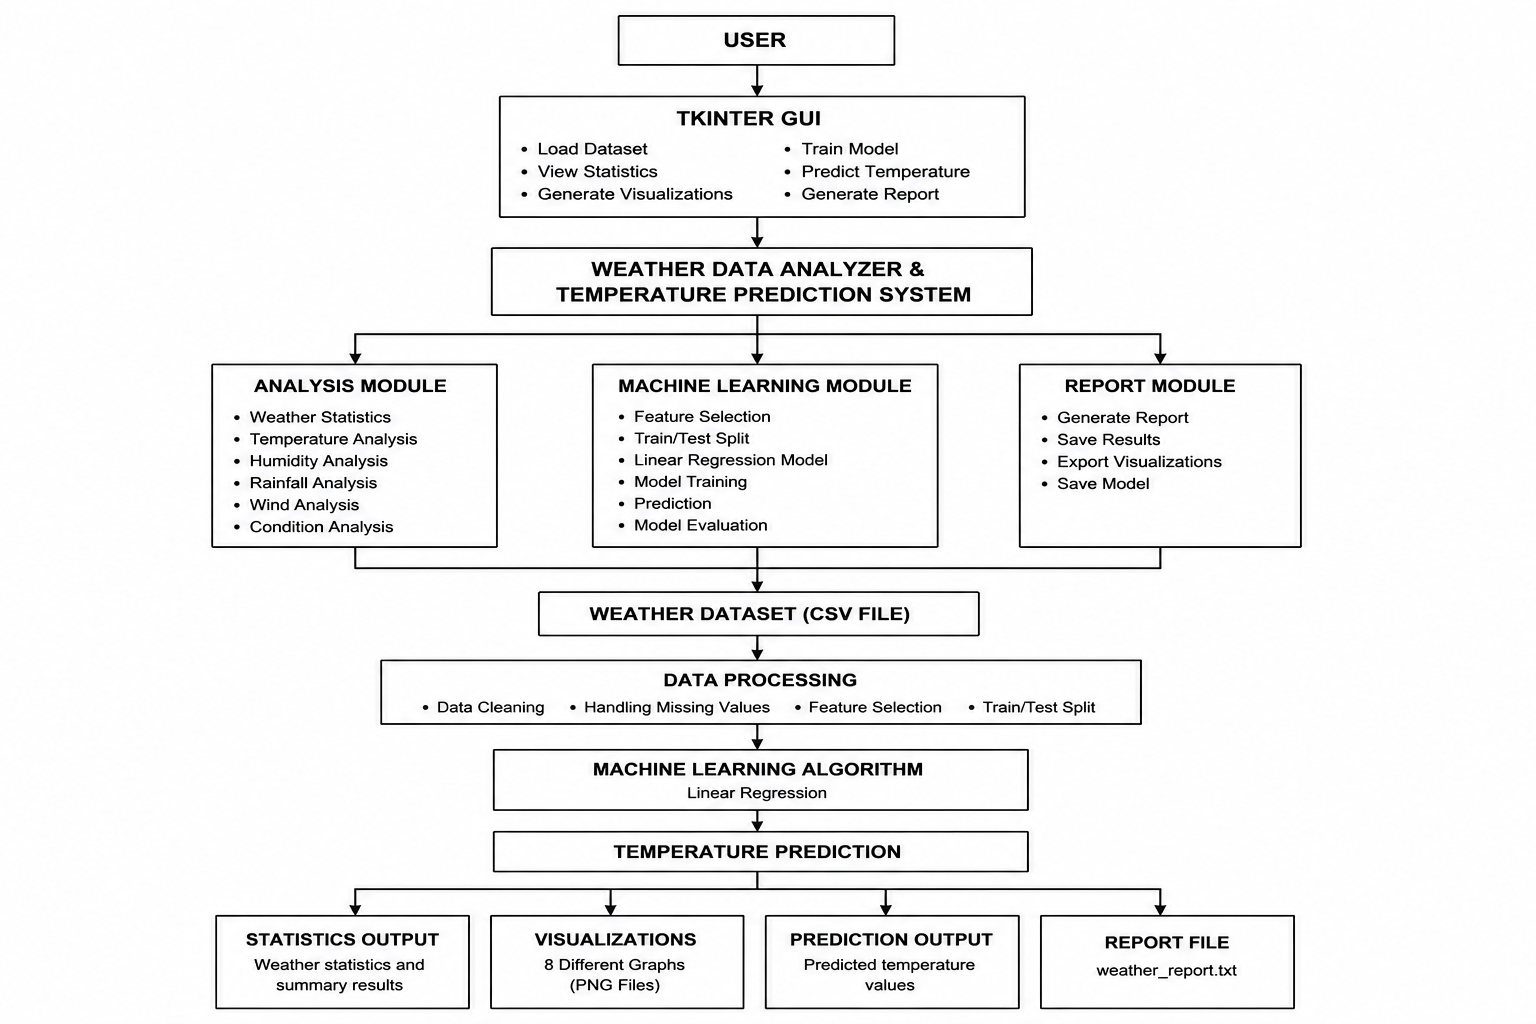 USER
TKINTER GUI
• Load Dataset
• View Statistics
• Generate Visualizations
• Train Model
• Predict Temperature
• Generate Report
WEATHER DATA ANALYZER &
TEMPERATURE PREDICTION SYSTEM
ANALYSIS MODULE
• Weather Statistics
• Temperature Analysis
• Humidity Analysis
• Rainfall Analysis
• Wind Analysis
• Condition Analysis
MACHINE LEARNING MODULE
• Feature Selection
• Train/Test Split
• Linear Regression Model
• Model Training
• Prediction
• Model Evaluation
REPORT MODULE
• Generate Report
• Save Results
• Export Visualizations
• Save Model
WEATHER DATASET (CSV FILE)
DATA PROCESSING
• Data Cleaning • Handling Missing Values • Feature Selection • Train/Test Split
MACHINE LEARNING ALGORITHM
Linear Regression
TEMPERATURE PREDICTION
STATISTICS OUTPUT
Weather statistics and
summary results
VISUALIZATIONS
8 Different Graphs
(PNG Files)
PREDICTION OUTPUT
Predicted temperature
values
REPORT FILE
weather_report.txt